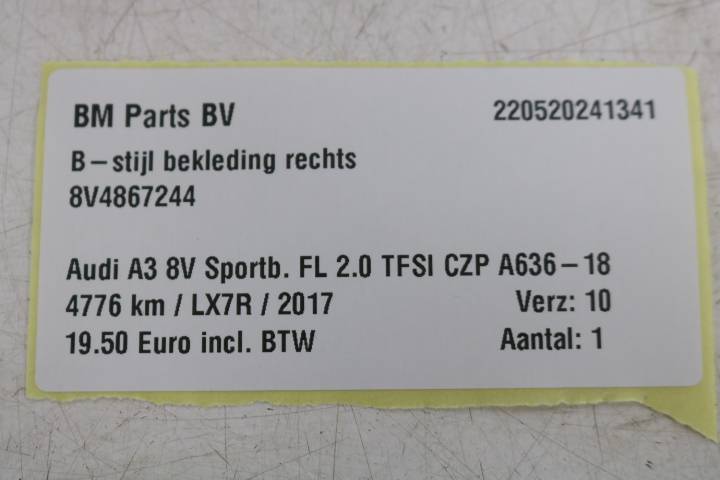 BM Parts BV 220520241341
B-stijl bekleding rechts
8V4867244
Audi A3 8V Sportb. FL 2.0 TFSI CZP A636-18
4776 km / LX7R / 2017 Verz: 10
19.50 Euro incl. BTW Aantal: 1